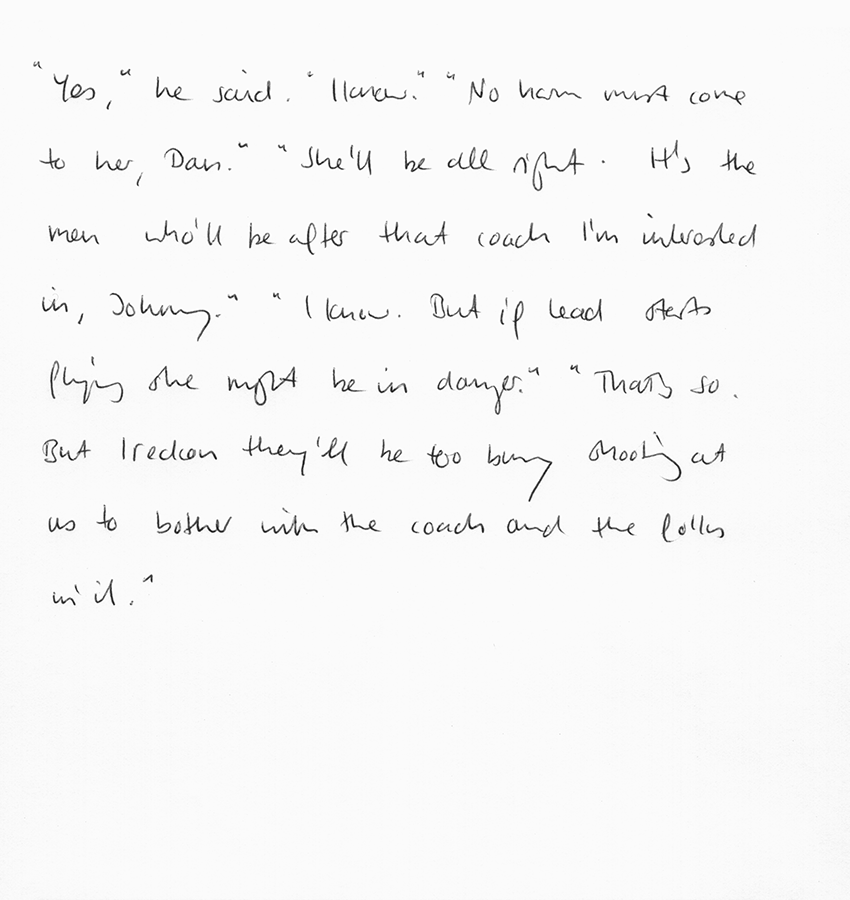 "Yes," he said. "I know." "No harm must come
to her, Dan." "She'll be all right. It's the
men who'll be after that coach I'm interested
in, Johnny." "I know. But if lead starts
flying she might be in danger." "That's so.
But I reckon they'll be too busy shooting at
us to bother with the coach and the folks
in it."